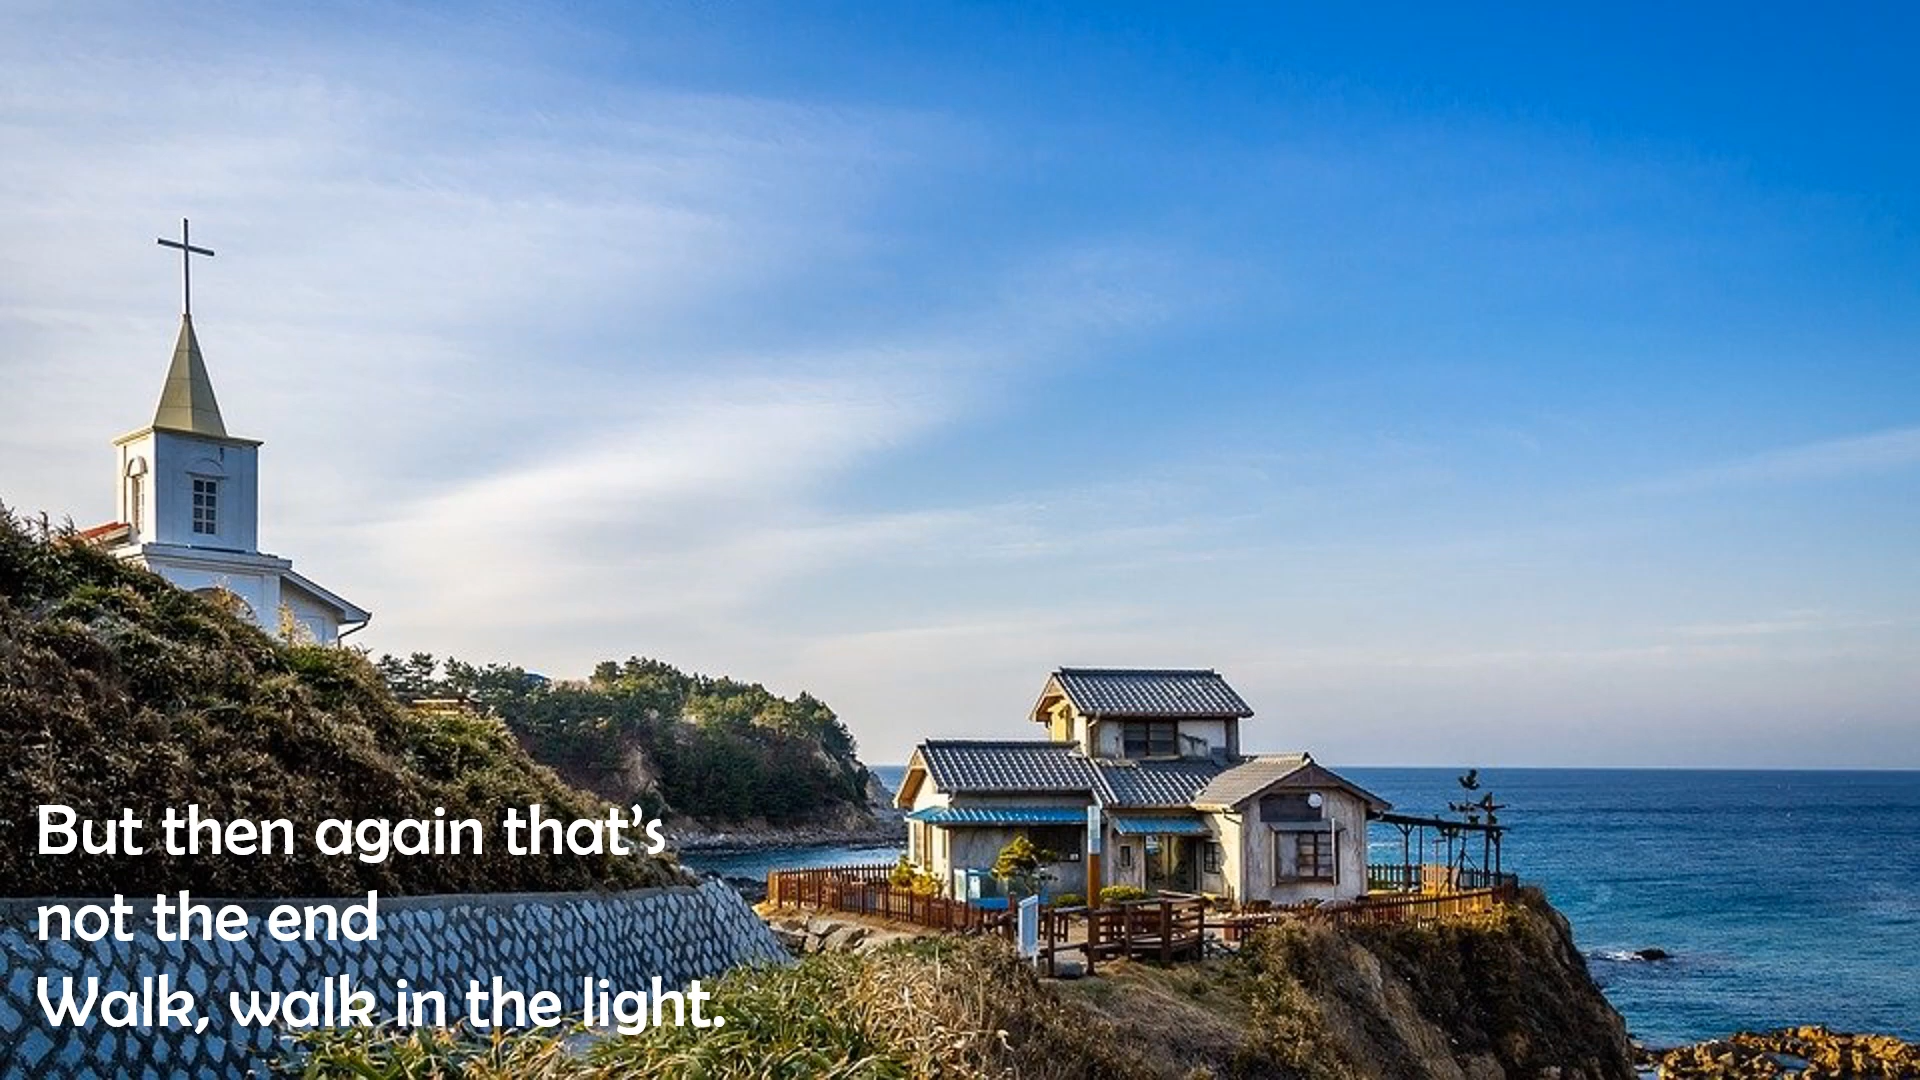 But then again that’s
not the end
Walk, walk in the light.